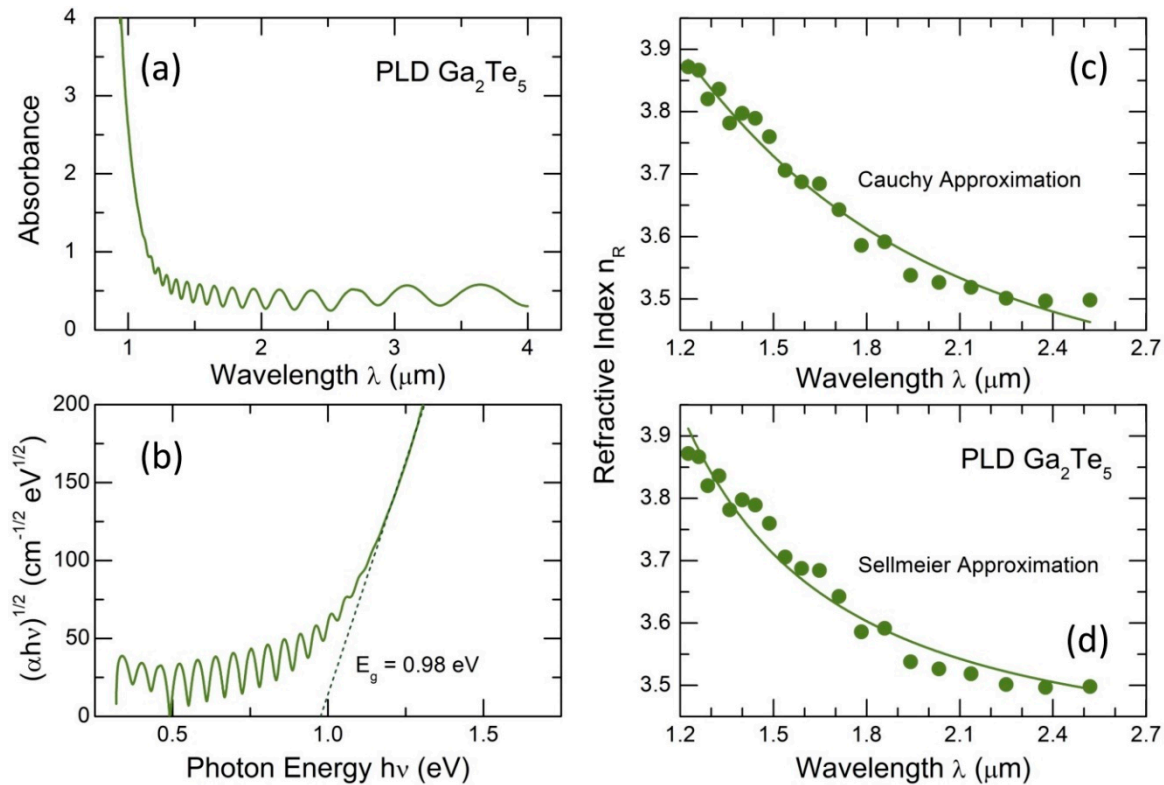 (a)
PLD Ga₂Te₅
Absorbance
4
3
2
1
0
1
2
3
4
Wavelength λ (μm)
(b)
(αhν)^1/2 (cm^-1/2 eV^1/2)
200
150
100
50
0
E_g = 0.98 eV
0.5
1.0
1.5
Photon Energy hν (eV)
Refractive Index n_R
(c)
3.9
3.8
3.7
3.6
3.5
Cauchy Approximation
1.2
1.5
1.8
2.1
2.4
2.7
Wavelength λ (μm)
3.9
3.8
3.7
3.6
3.5
PLD Ga₂Te₅
Sellmeier Approximation
(d)
1.2
1.5
1.8
2.1
2.4
2.7
Wavelength λ (μm)